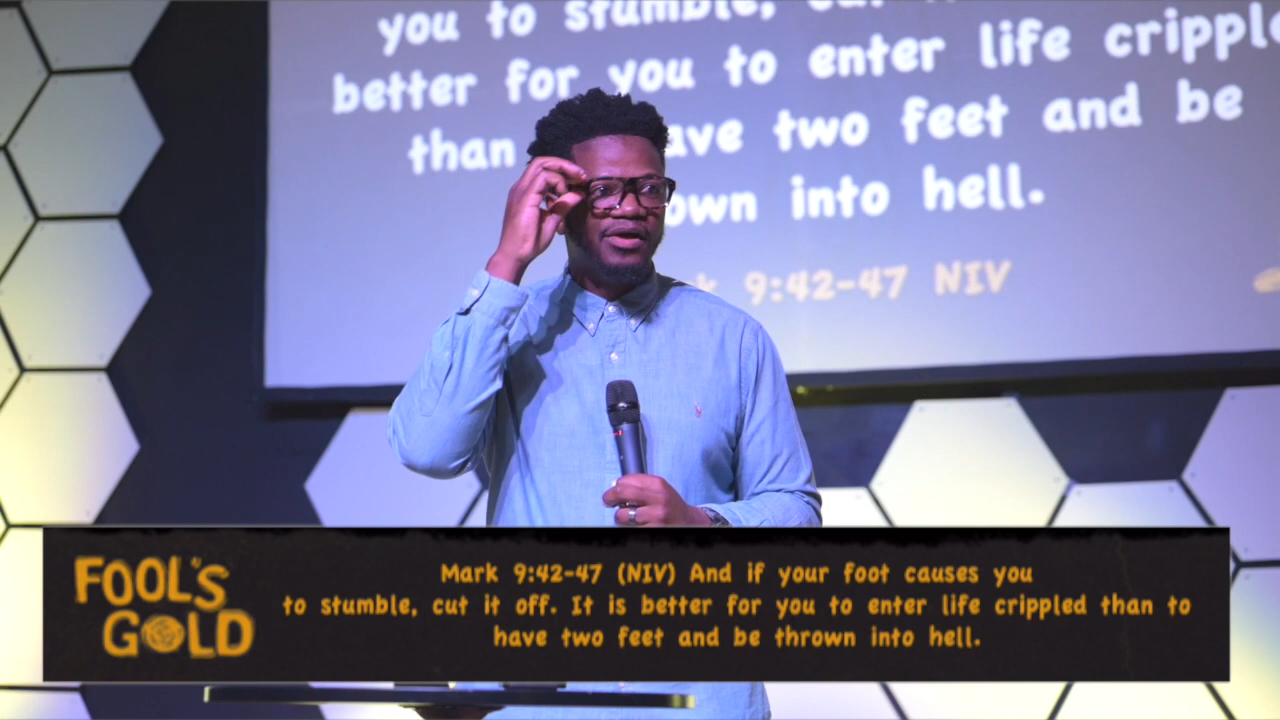 you to stumble, cut
better for you to enter life cripple
than ave two feet and be
own into hell.
9:42-47 NIV
FOOL'S
GOLD
Mark 9:42-47 (NIV) And if your foot causes you
to stumble, cut it off. It is better for you to enter life crippled than to
have two feet and be thrown into hell.